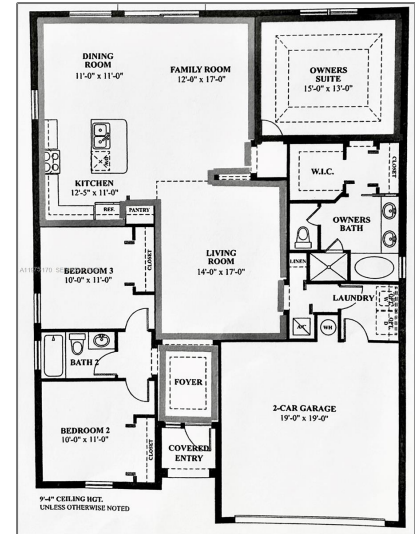 DINING
ROOM
11'-0" x 11'-0"
FAMILY ROOM
12'-0" x 17'-0"
OWNERS
SUITE
15'-0" x 13'-0"
W.I.C.
CLOSET
KITCHEN
12'-5" x 11'-0"
REF.
PANTRY
OWNERS
BATH
LIVING
ROOM
14'-0" x 17'-0"
BEDROOM 3
10'-0" x 11'-0"
CLOSET
LINEN
LAUNDRY
AC
WH
BATH 2
FOYER
2-CAR GARAGE
19'-0" x 19'-0"
BEDROOM 2
10'-0" x 11'-0"
CLOSET
COVERED
ENTRY
9'-4" CEILING HGT.
UNLESS OTHERWISE NOTED